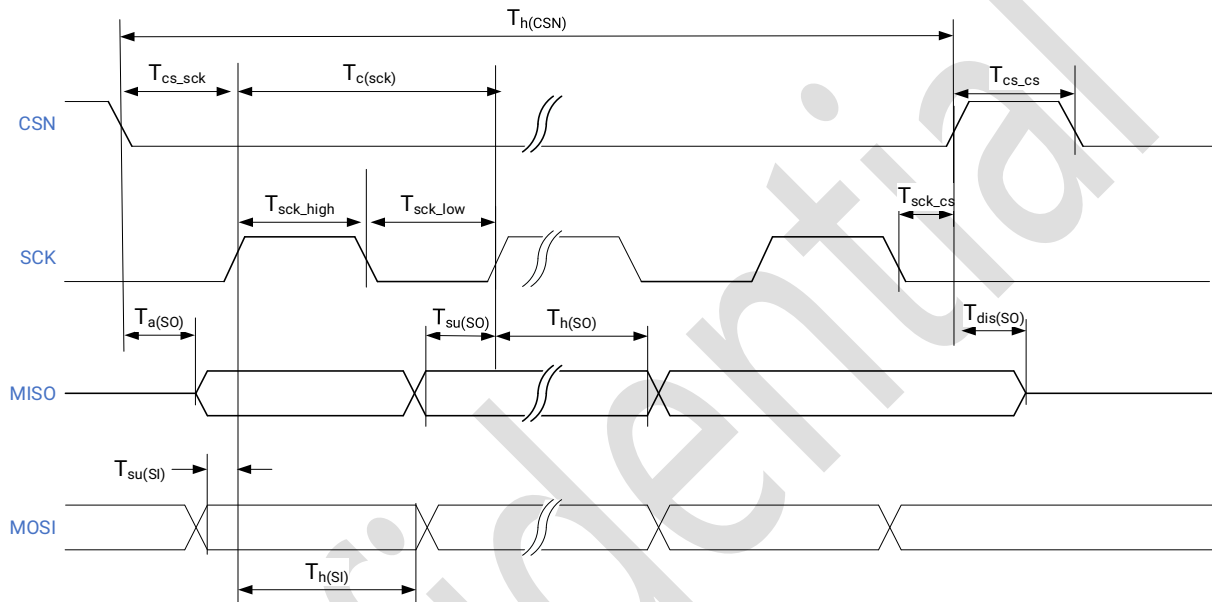 T_h(CSN)
T_cs_sck T_c(sck) T_cs_cs
CSN
T_sck_high T_sck_low T_sck_cs
SCK
T_a(SO) T_su(SO) T_h(SO) T_dis(SO)
MISO
T_su(SI)
MOSI
T_h(SI)